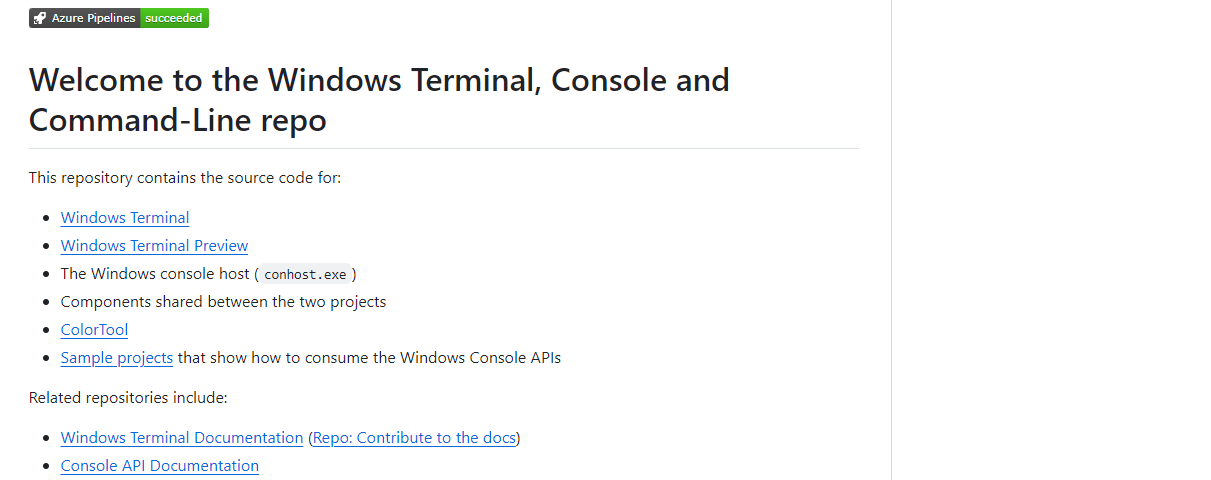 Azure Pipelines succeeded
Welcome to the Windows Terminal, Console and
Command-Line repo
This repository contains the source code for:
Windows Terminal
Windows Terminal Preview
The Windows console host (conhost.exe)
Components shared between the two projects
ColorTool
Sample projects that show how to consume the Windows Console APIs
Related repositories include:
Windows Terminal Documentation (Repo: Contribute to the docs)
Console API Documentation